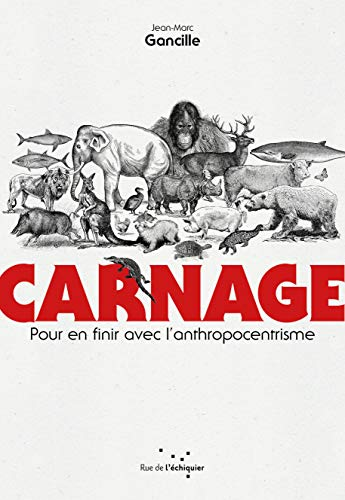 Jean-Marc
Gancille
CARNAGE
Pour en finir avec l'anthropocentrisme
Rue de l'échiquier